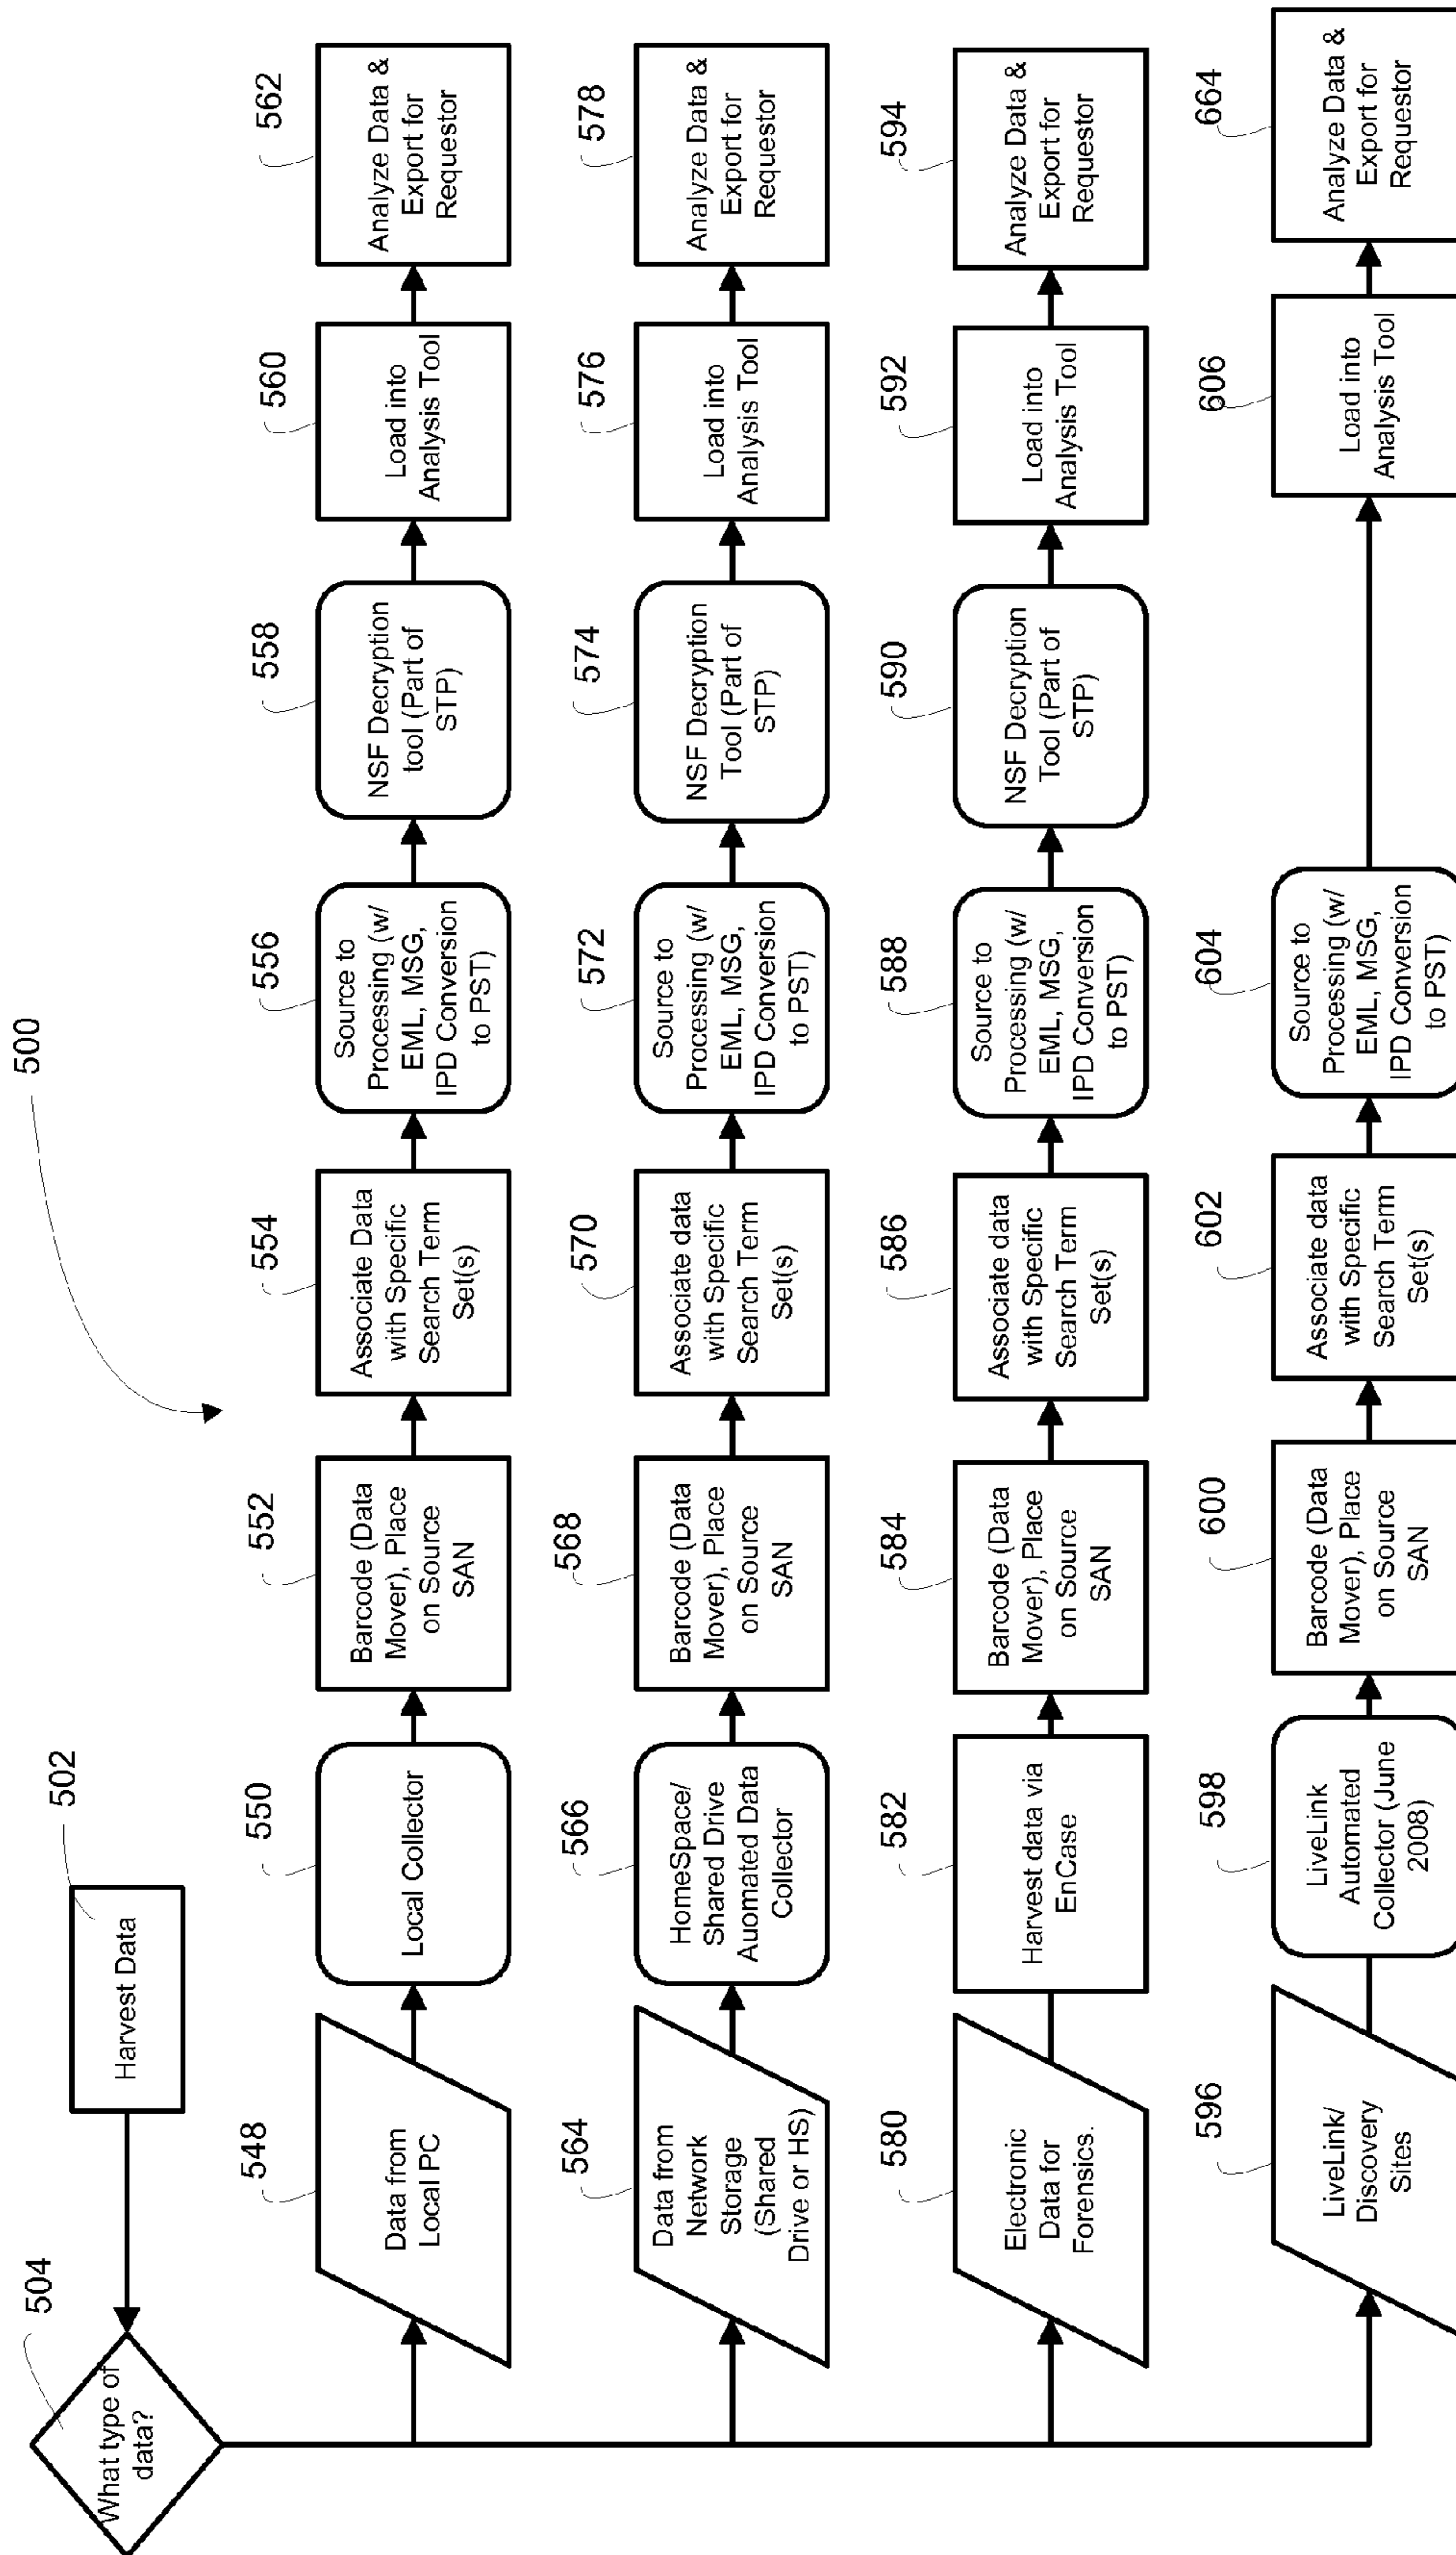 500
502
Harvest Data
504
What type of
data?
548
Data from
Local PC
550
Local Collector
552
Barcode (Data
Mover), Place
on Source
SAN
554
Associate Data
with Specific
Search Term
Set(s)
556
Source to
Processing (w/
EML, MSG,
IPD Conversion
to PST)
558
NSF Decryption
tool (Part of
STP)
560
Load into
Analysis Tool
562
Analyze Data &
Export for
Requestor
564
Data from
Network
Storage
(Shared
Drive or HS)
566
HomeSpace/
Shared Drive
Auomated Data
Collector
568
Barcode (Data
Mover), Place
on Source
SAN
570
Associate data
with Specific
Search Term
Set(s)
572
Source to
Processing (w/
EML, MSG,
IPD Conversion
to PST)
574
NSF Decryption
Tool (Part of
STP)
576
Load into
Analysis Tool
578
Analyze Data &
Export for
Requestor
580
Electronic
Data for
Forensics.
582
Harvest data via
EnCase
584
Barcode (Data
Mover), Place
on Source
SAN
586
Associate data
with Specific
Search Term
Set(s)
588
Source to
Processing (w/
EML, MSG,
IPD Conversion
to PST)
590
NSF Decryption
Tool (Part of
STP)
592
Load into
Analysis Tool
594
Analyze Data &
Export for
Requestor
596
LiveLink/
Discovery
Sites
598
LiveLink
Automated
Collector (June
2008)
600
Barcode (Data
Mover), Place
on Source
SAN
602
Associate data
with Specific
Search Term
Set(s)
604
Source to
Processing (w/
EML, MSG,
IPD Conversion
to PST)
606
Load into
Analysis Tool
664
Analyze Data &
Export for
Requestor